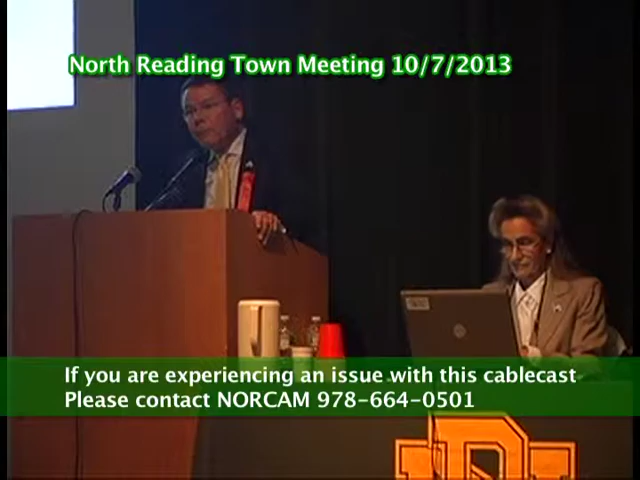 North Reading Town Meeting 10/7/2013
If you are experiencing an issue with this cablecast
Please contact NORCAM 978-664-0501